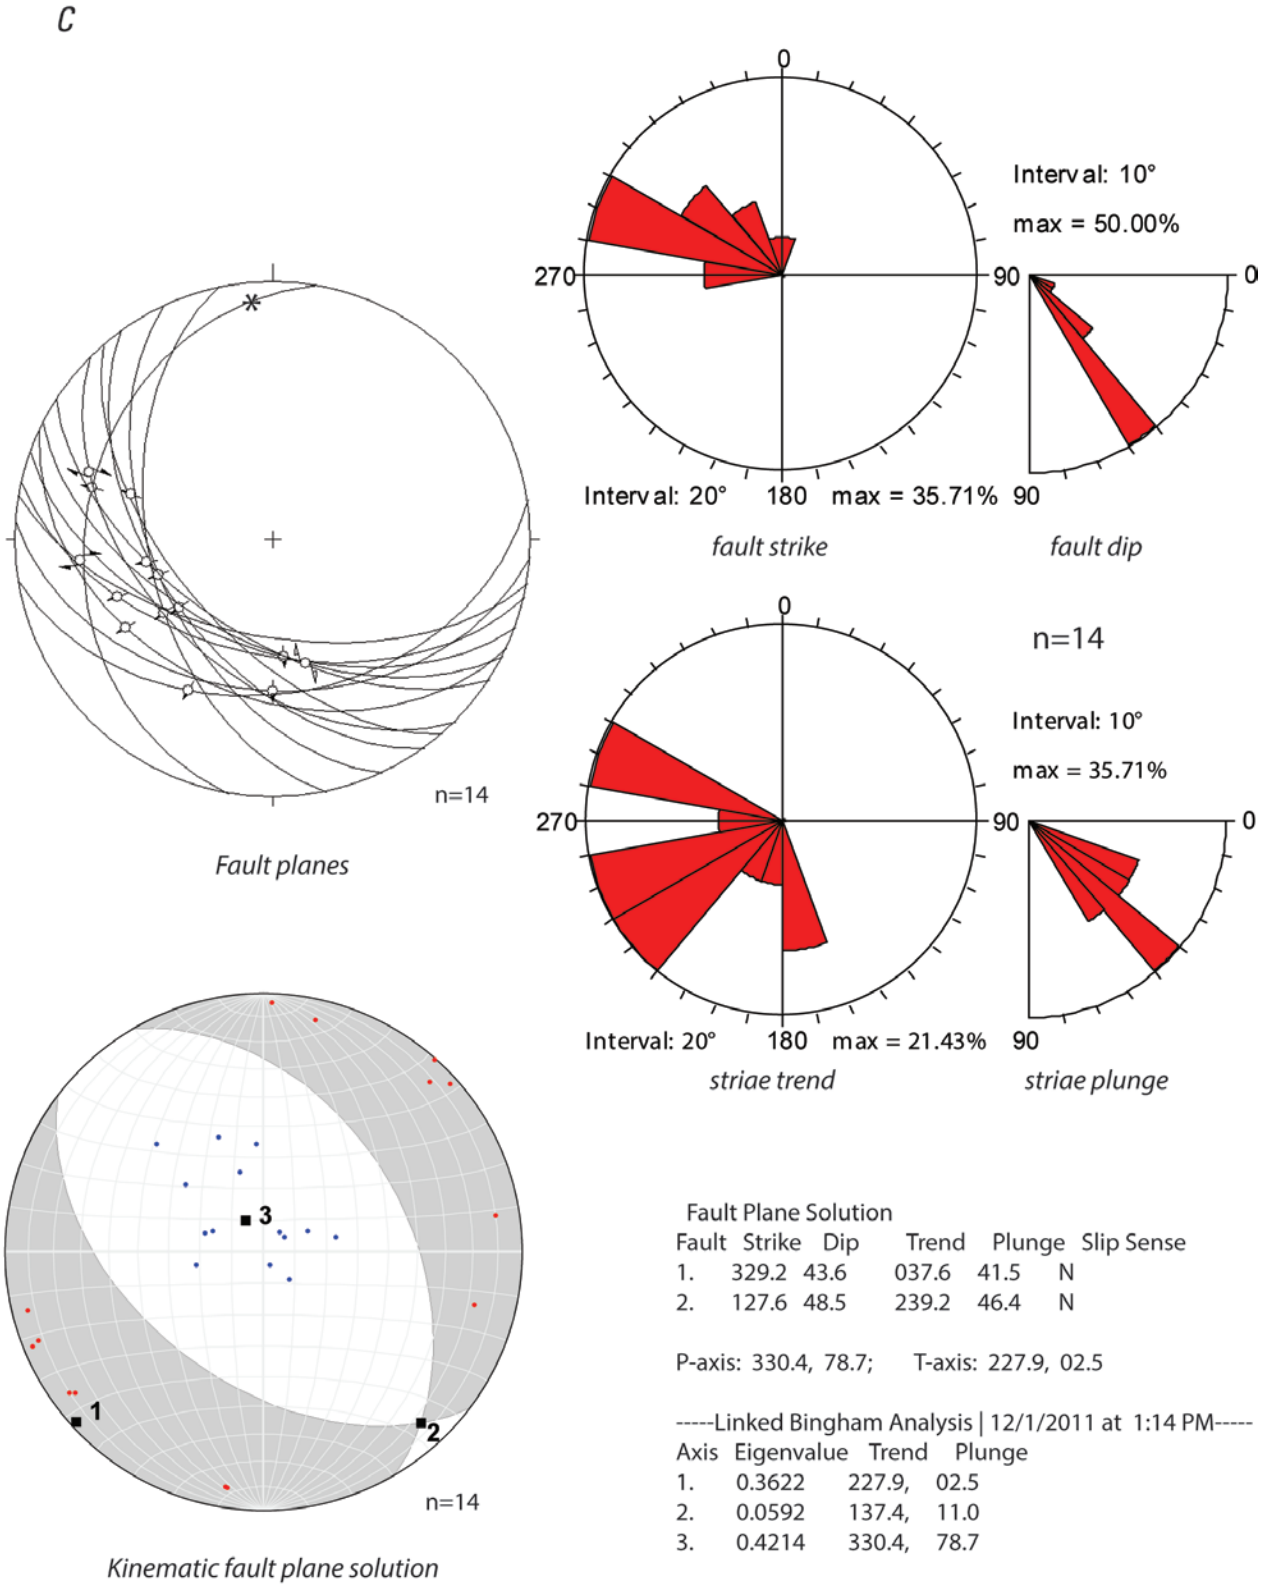 C
0
Interval: 10°
max = 50.00%
270
90
0
Interval: 20° 180 max = 35.71% 90
fault strike
fault dip
n=14
Fault planes
0
n=14
Interval: 10°
max = 35.71%
270
90
0
Interval: 20° 180 max = 21.43% 90
striae trend
striae plunge
3
1
2
n=14
Kinematic fault plane solution
Fault Plane Solution
Fault Strike Dip Trend Plunge Slip Sense
1. 329.2 43.6 037.6 41.5 N
2. 127.6 48.5 239.2 46.4 N
P-axis: 330.4, 78.7; T-axis: 227.9, 02.5
-----Linked Bingham Analysis | 12/1/2011 at 1:14 PM-----
Axis Eigenvalue Trend Plunge
1. 0.3622 227.9, 02.5
2. 0.0592 137.4, 11.0
3. 0.4214 330.4, 78.7